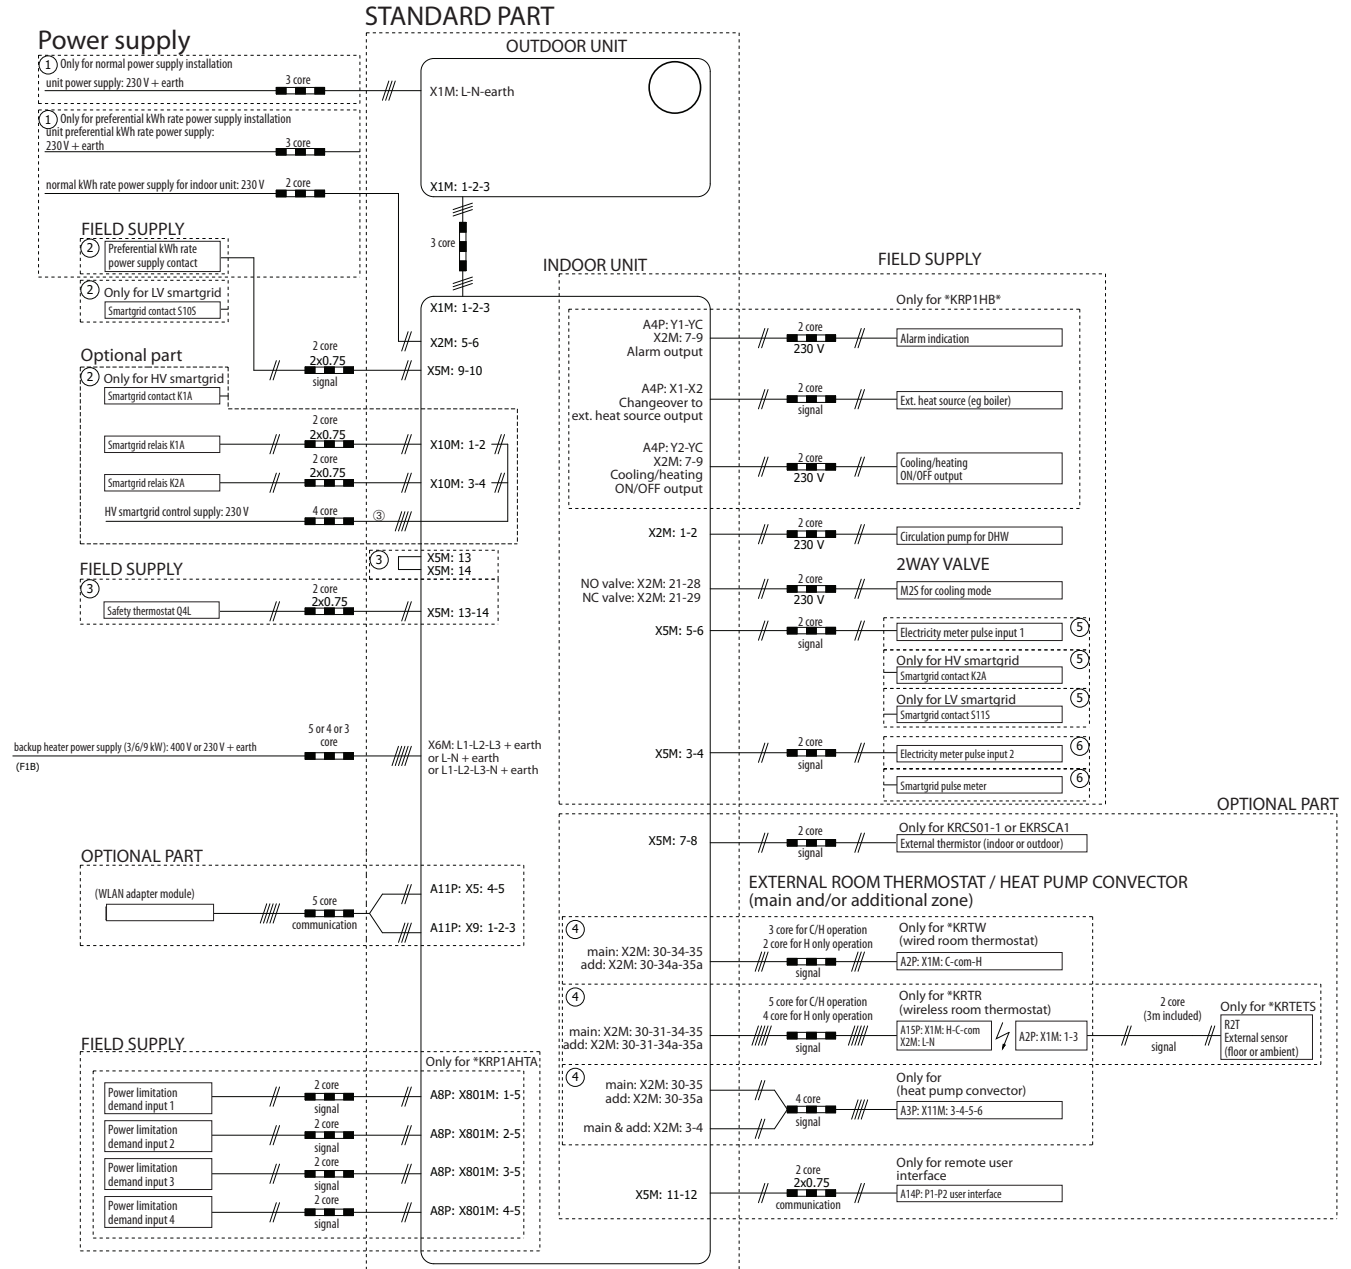 STANDARD PART
Power supply
OUTDOOR UNIT
1 Only for normal power supply installation
unit power supply: 230 V + earth
3 core
X1M: L-N-earth
1 Only for preferential kWh rate power supply installation
unit preferential kWh rate power supply:
230 V + earth
3 core
normal kWh rate power supply for indoor unit: 230 V
2 core
X1M: 1-2-3
3 core
FIELD SUPPLY
2 Preferential kWh rate
power supply contact
2 Only for LV smartgrid
Smartgrid contact S10S
INDOOR UNIT
X1M: 1-2-3
X2M: 5-6
2 core
2x0.75
signal
X5M: 9-10
Optional part
2 Only for HV smartgrid
Smartgrid contact K1A
Smartgrid relais K1A
2 core
2x0.75
X10M: 1-2
Smartgrid relais K2A
2 core
2x0.75
X10M: 3-4
HV smartgrid control supply: 230 V
4 core
③
3
X5M: 13
X5M: 14
FIELD SUPPLY
3
Safety thermostat Q4L
2 core
2x0.75
X5M: 13-14
backup heater power supply (3/6/9 kW): 400 V or 230 V + earth
(F1B)
5 or 4 or 3
core
X6M: L1-L2-L3 + earth
or L-N + earth
or L1-L2-L3-N + earth
OPTIONAL PART
(WLAN adapter module)
5 core
communication
A11P: X5: 4-5
A11P: X9: 1-2-3
FIELD SUPPLY
Only for *KRP1AHTA
Power limitation
demand input 1
2 core
signal
A8P: X801M: 1-5
Power limitation
demand input 2
2 core
signal
A8P: X801M: 2-5
Power limitation
demand input 3
2 core
signal
A8P: X801M: 3-5
Power limitation
demand input 4
2 core
signal
A8P: X801M: 4-5
FIELD SUPPLY
Only for *KRP1HB*
A4P: Y1-YC
X2M: 7-9
Alarm output
2 core
230 V
Alarm indication
A4P: X1-X2
Changeover to
ext. heat source output
2 core
signal
Ext. heat source (eg boiler)
A4P: Y2-YC
X2M: 7-9
Cooling/heating
ON/OFF output
2 core
230 V
Cooling/heating
ON/OFF output
X2M: 1-2
2 core
230 V
Circulation pump for DHW
2WAY VALVE
NO valve: X2M: 21-28
NC valve: X2M: 21-29
2 core
230 V
M2S for cooling mode
X5M: 5-6
2 core
signal
Electricity meter pulse input 1
5
Only for HV smartgrid
Smartgrid contact K2A
5
Only for LV smartgrid
Smartgrid contact S11S
5
X5M: 3-4
2 core
signal
Electricity meter pulse input 2
6
Smartgrid pulse meter
6
OPTIONAL PART
X5M: 7-8
2 core
signal
Only for KRCS01-1 or EKRSCA1
External thermistor (indoor or outdoor)
EXTERNAL ROOM THERMOSTAT / HEAT PUMP CONVECTOR
(main and/or additional zone)
4
main: X2M: 30-34-35
add: X2M: 30-34a-35a
3 core for C/H operation
2 core for H only operation
signal
Only for *KRTW
(wired room thermostat)
A2P: X1M: C-com-H
4
main: X2M: 30-31-34-35
add: X2M: 30-31-34a-35a
5 core for C/H operation
4 core for H only operation
signal
Only for *KRTR
(wireless room thermostat)
A15P: X1M: H-C-com
X2M: L-N
A2P: X1M: 1-3
2 core
(3m included)
signal
Only for *KRTETS
R2T
External sensor
(floor or ambient)
4
main: X2M: 30-35
add: X2M: 30-35a
main & add: X2M: 3-4
4 core
signal
Only for
(heat pump convector)
A3P: X11M: 3-4-5-6
X5M: 11-12
2 core
2x0.75
communication
Only for remote user
interface
A14P: P1-P2 user interface